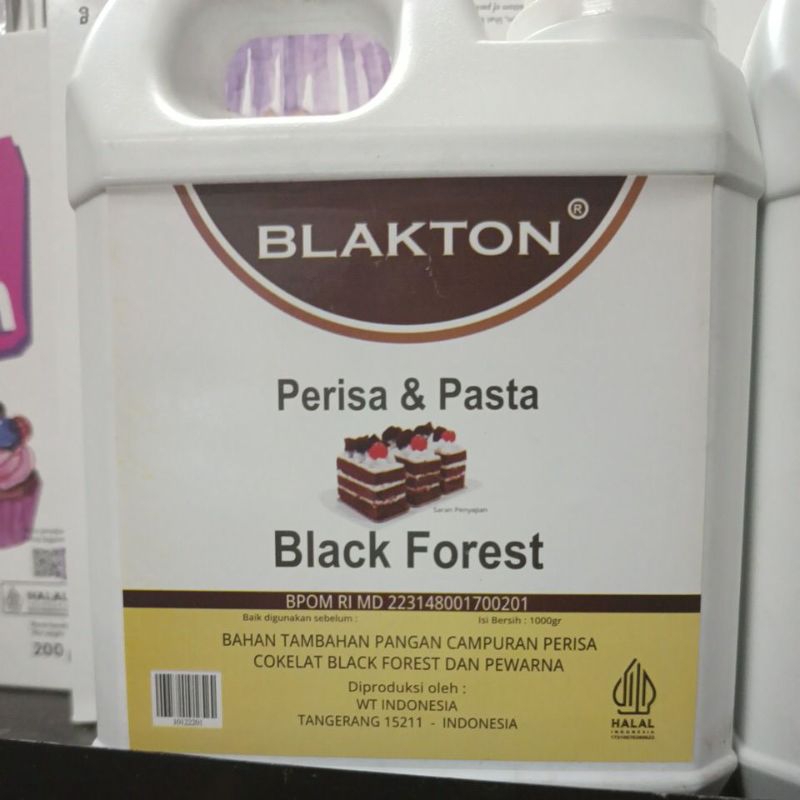 BLAKTON ®
Perisa & Pasta
Saran Penyajian
Black Forest
BPOM RI MD 223148001700201
Baik digunakan sebelum : Isi Bersih : 1000gr
BAHAN TAMBAHAN PANGAN CAMPURAN PERISA
COKELAT BLACK FOREST DAN PEWARNA
Diproduksi oleh :
WT INDONESIA
TANGERANG 15211 - INDONESIA
10122201
HALAL
INDONESIA
HALAL
200